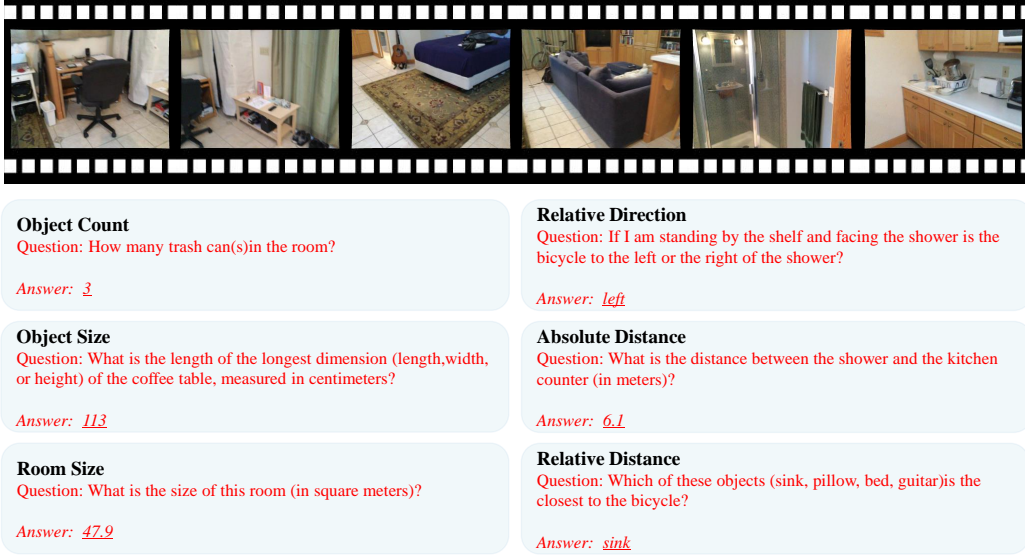 Object Count
Question: How many trash can(s)in the room?
Answer: 3
Relative Direction
Question: If I am standing by the shelf and facing the shower is the
bicycle to the left or the right of the shower?
Answer: left
Object Size
Question: What is the length of the longest dimension (length,width,
or height) of the coffee table, measured in centimeters?
Answer: 113
Absolute Distance
Question: What is the distance between the shower and the kitchen
counter (in meters)?
Answer: 6.1
Room Size
Question: What is the size of this room (in square meters)?
Answer: 47.9
Relative Distance
Question: Which of these objects (sink, pillow, bed, guitar)is the
closest to the bicycle?
Answer: sink